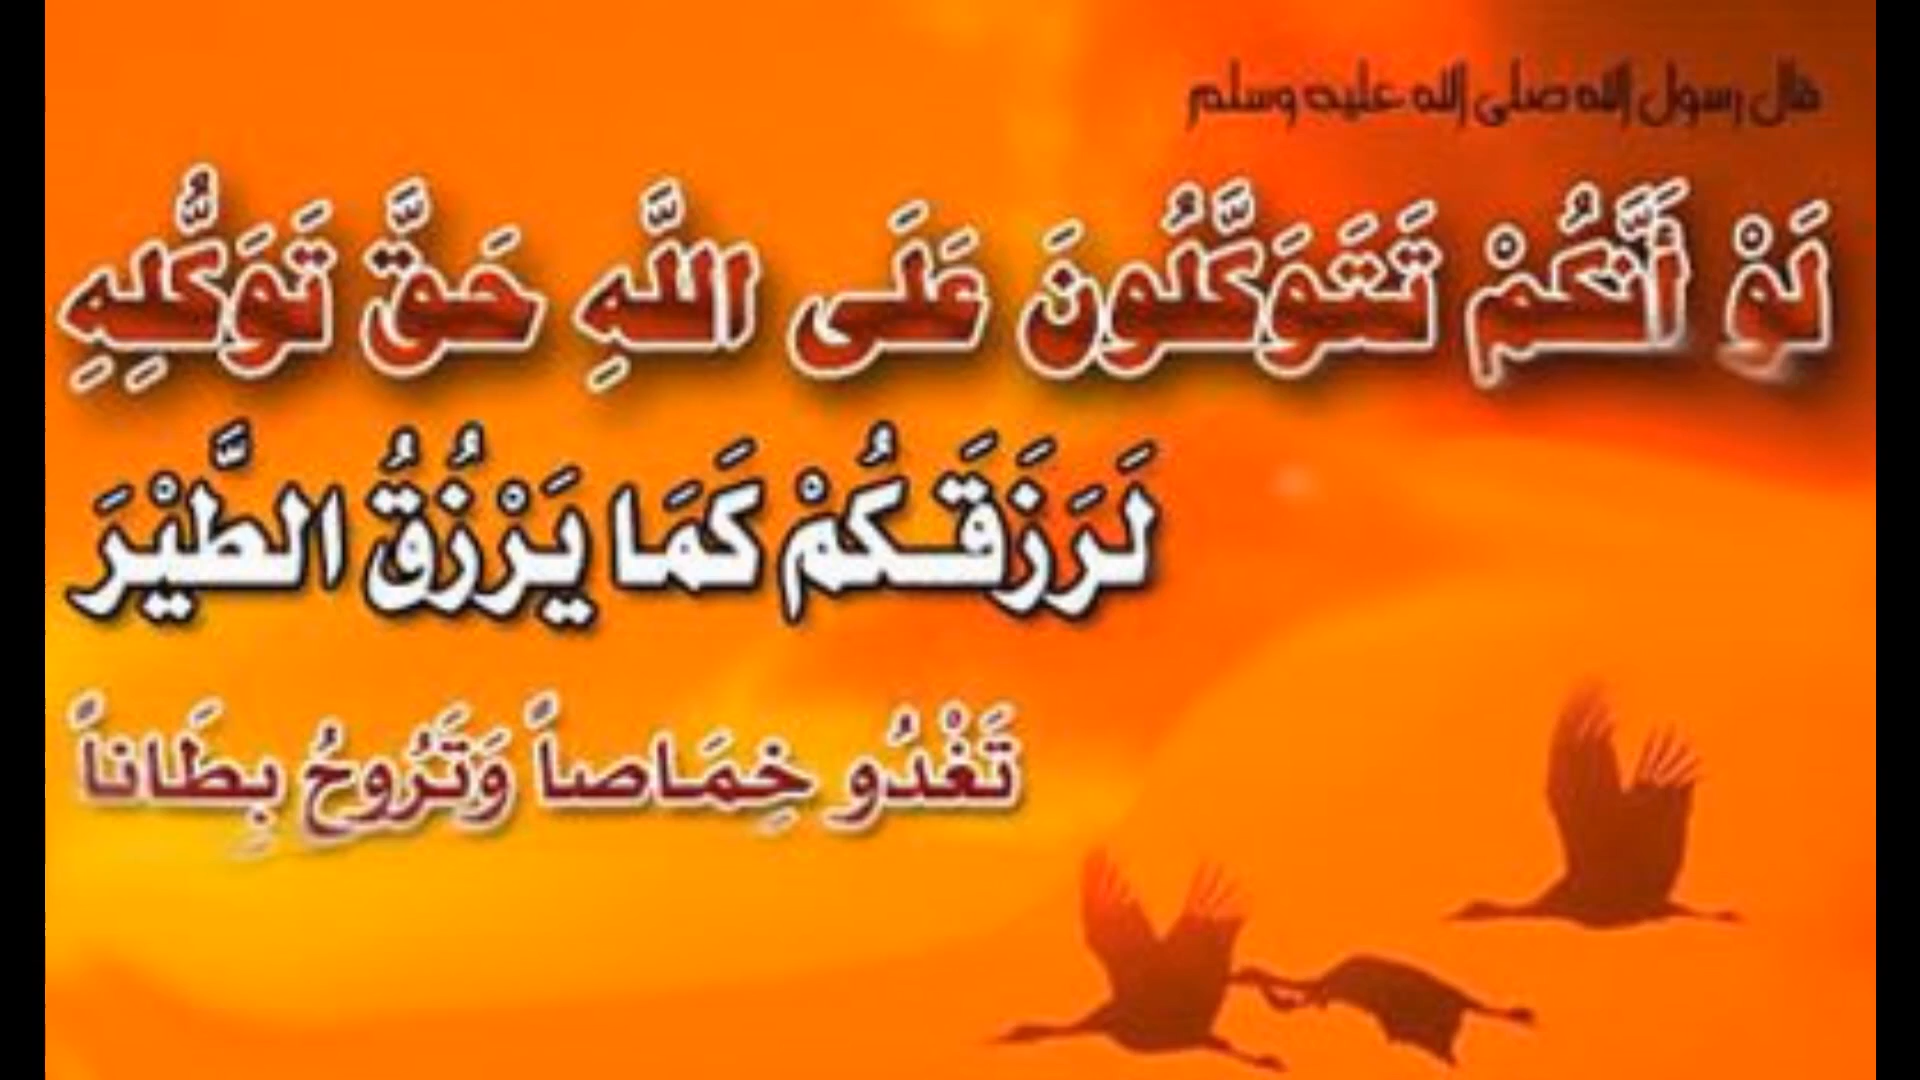 قال رسول الله صلى الله عليه وسلم
لَوْ أَنَّكُمْ تَتَوَكَّلُونَ عَلَى اللَّهِ حَقَّ تَوَكُّلِهِ
لَرَزَقَكُمْ كَمَا يَرْزُقُ الطَّيْرَ
تَغْدُو خِمَاصاً وَتَرُوحُ بِطَاناً